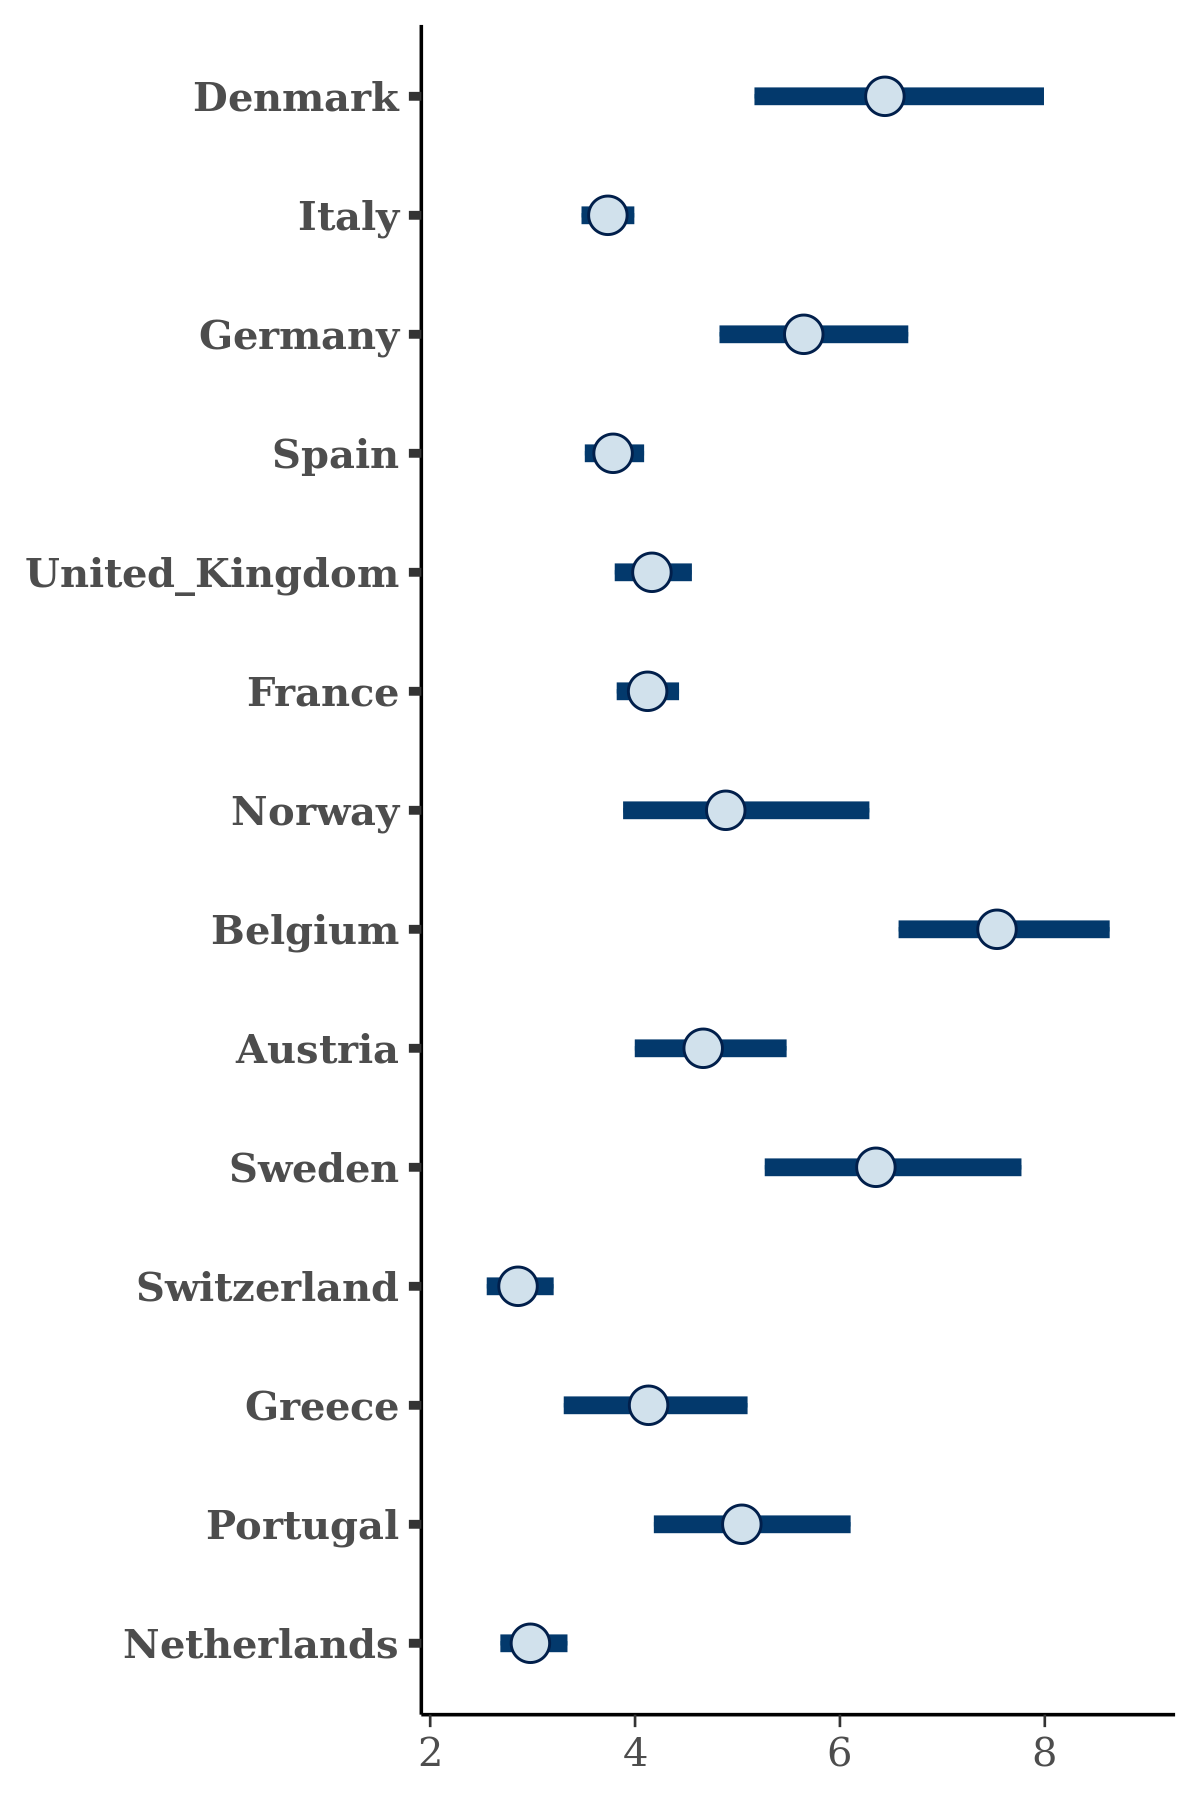 Denmark
Italy
Germany
Spain
United_Kingdom
France
Norway
Belgium
Austria
Sweden
Switzerland
Greece
Portugal
Netherlands
2 4 6 8